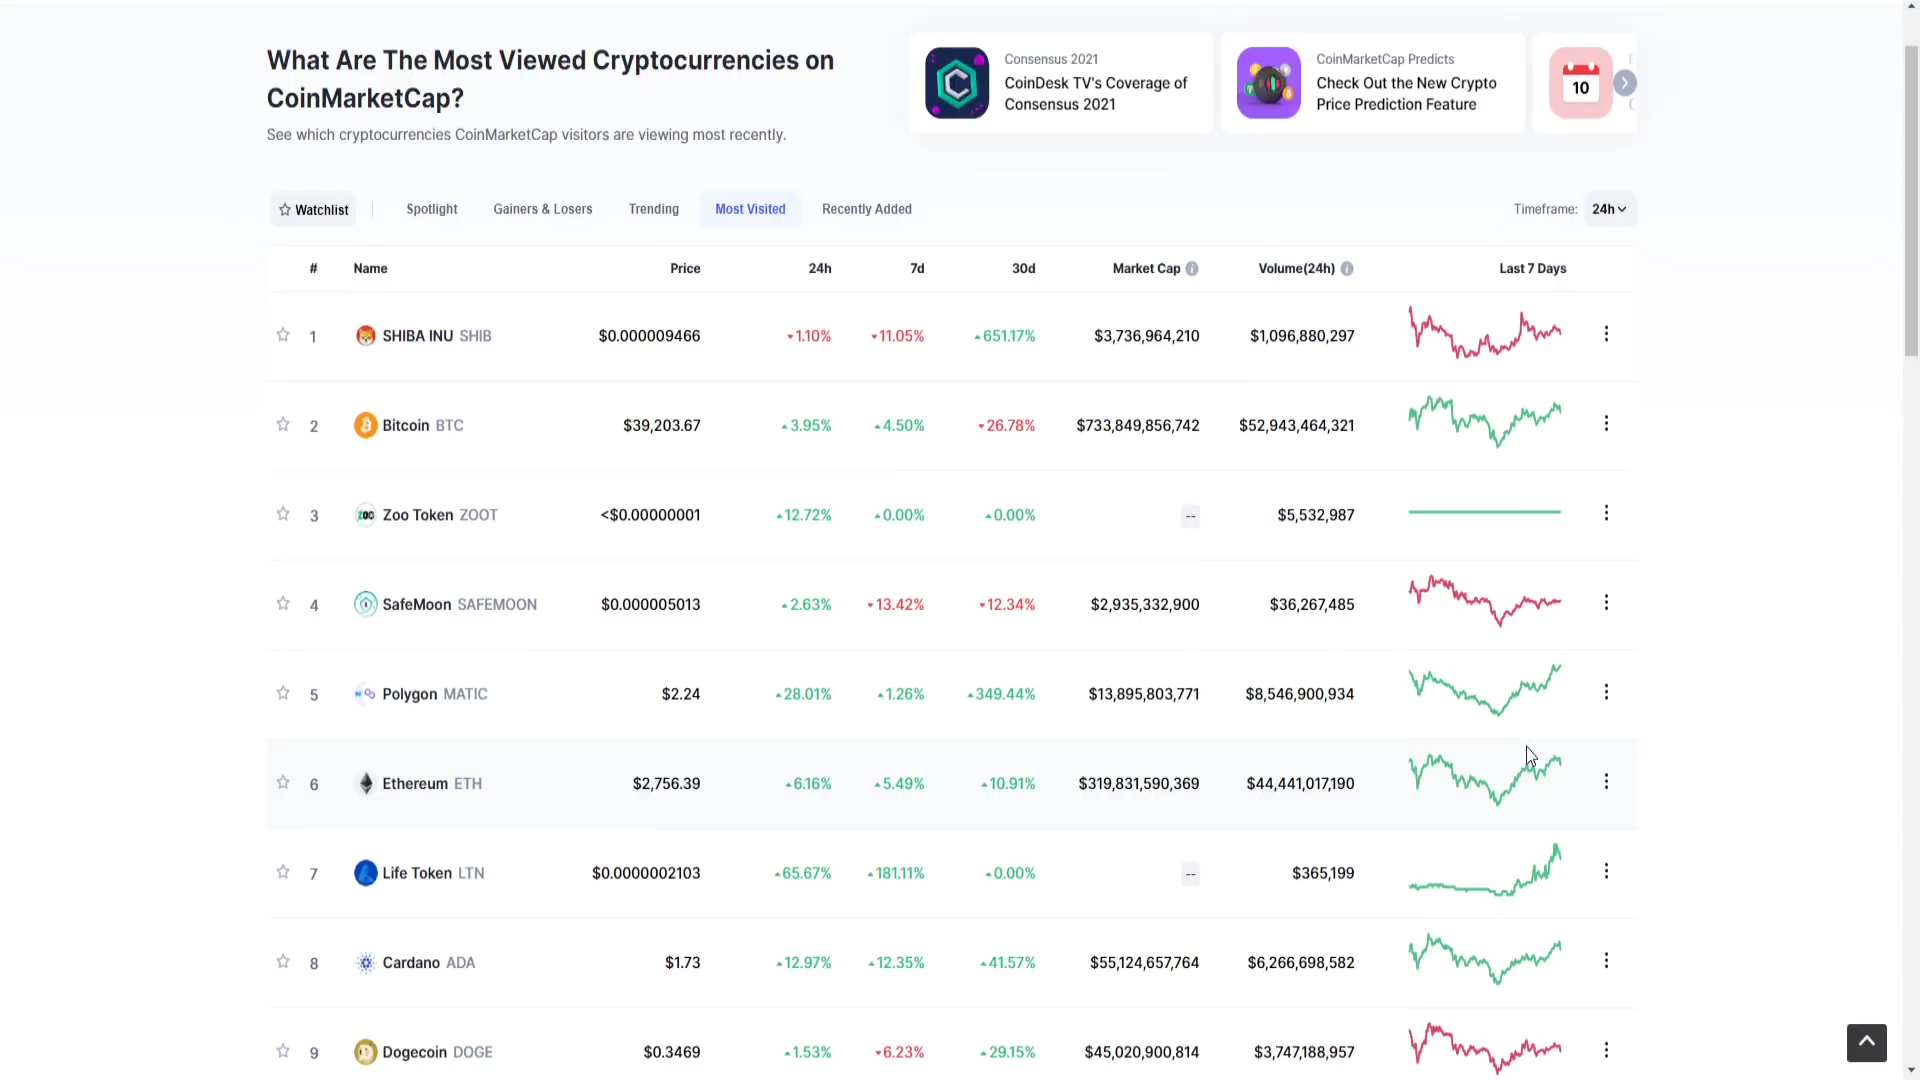 What Are The Most Viewed Cryptocurrencies on
CoinMarketCap?
See which cryptocurrencies CoinMarketCap visitors are viewing most recently.
Consensus 2021
CoinDesk TV's Coverage of
Consensus 2021
CoinMarketCap Predicts
Check Out the New Crypto
Price Prediction Feature
10
Watchlist Spotlight Gainers & Losers Trending Most Visited Recently Added Timeframe: 24h
# Name Price 24h 7d 30d Market Cap Volume(24h) Last 7 Days
1 SHIBA INU SHIB $0.000009466 1.10% 11.05% 651.17% $3,736,964,210 $1,096,880,297
2 Bitcoin BTC $39,203.67 3.95% 4.50% 26.78% $733,849,856,742 $52,943,464,321
3 ZOO Zoo Token ZOOT <$0.00000001 12.72% 0.00% 0.00% -- $5,532,987
4 SafeMoon SAFEMOON $0.000005013 2.63% 13.42% 12.34% $2,935,332,900 $36,267,485
5 Polygon MATIC $2.24 28.01% 1.26% 349.44% $13,895,803,771 $8,546,900,934
6 Ethereum ETH $2,756.39 6.16% 5.49% 10.91% $319,831,590,369 $44,441,017,190
7 Life Token LTN $0.0000002103 65.67% 181.11% 0.00% -- $365,199
8 Cardano ADA $1.73 12.97% 12.35% 41.57% $55,124,657,764 $6,266,698,582
9 Dogecoin DOGE $0.3469 1.53% 6.23% 29.15% $45,020,900,814 $3,747,188,957